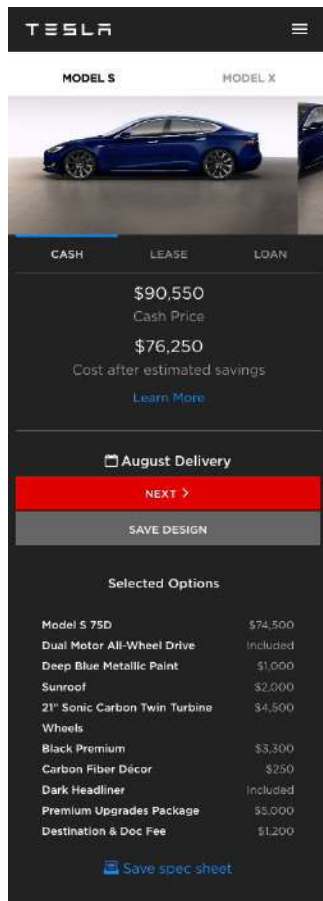 TESLA
MODEL S MODEL X
CASH LEASE LOAN
$90,550
Cash Price
$76,250
Cost after estimated savings
Learn More
August Delivery
NEXT >
SAVE DESIGN
Selected Options
Model S 75D $74,500
Dual Motor All-Wheel Drive Included
Deep Blue Metallic Paint $1,000
Sunroof $2,000
21" Sonic Carbon Twin Turbine $4,500
Wheels
Black Premium $3,300
Carbon Fiber Décor $250
Dark Headliner Included
Premium Upgrades Package $5,000
Destination & Doc Fee $1,200
Save spec sheet